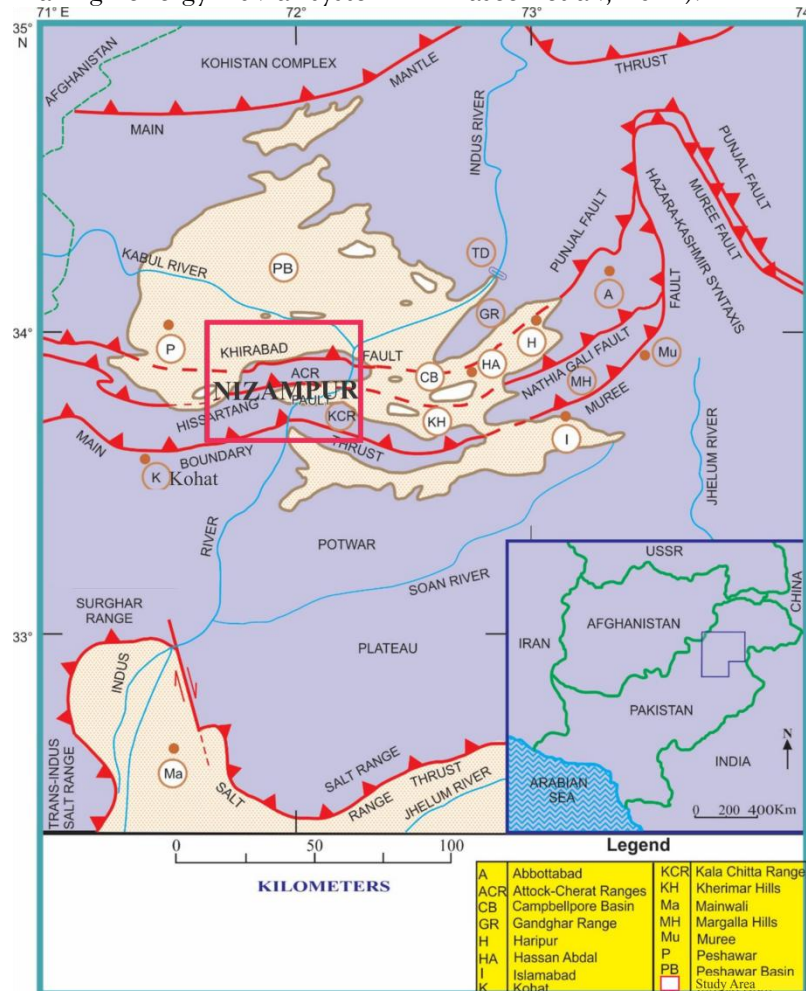 71° E
72°
73°
74
35°
N
34°
33°
AFGHANISTAN
KOHISTAN COMPLEX
MAIN
MANTLE
THRUST
INDUS RIVER
PUNJAL FAULT
MUREE FAULT
HAZARA-KASHMIR SYNTAXIS
PUNJAL FAULT
KABUL RIVER
PB
TD
GR
A
P
KHIRABAD
FAULT
ACR
NIZAMPUR
HISSARTANG
FAULT
CB
HA
H
NATHIA GALI FAULT
FAULT
Mu
MH
MUREE
KCR
KH
I
MAIN
BOUNDARY
THRUST
K
Kohat
JHELUM RIVER
RIVER
POTWAR
SOAN RIVER
SURGHAR
RANGE
PLATEAU
INDUS
Ma
TRANS-INDUS
SALT RANGE
SALT
SALT RANGE
THRUST
RANGE
JHELUM RIVER
USSR
CHINA
IRAN
AFGHANISTAN
PAKISTAN
INDIA
ARABIAN
SEA
N
0 200 400Km
0 50 100
KILOMETERS
Legend
A Abbottabad
ACR Attock-Cherat Ranges
CB Campbellpore Basin
GR Gandghar Range
H Haripur
HA Hassan Abdal
I Islamabad
K Kohat
KCR Kala Chitta Range
KH Kherimar Hills
Ma Mainwali
MH Margalla Hills
Mu Muree
P Peshawar
PB Peshawar Basin
Study Area